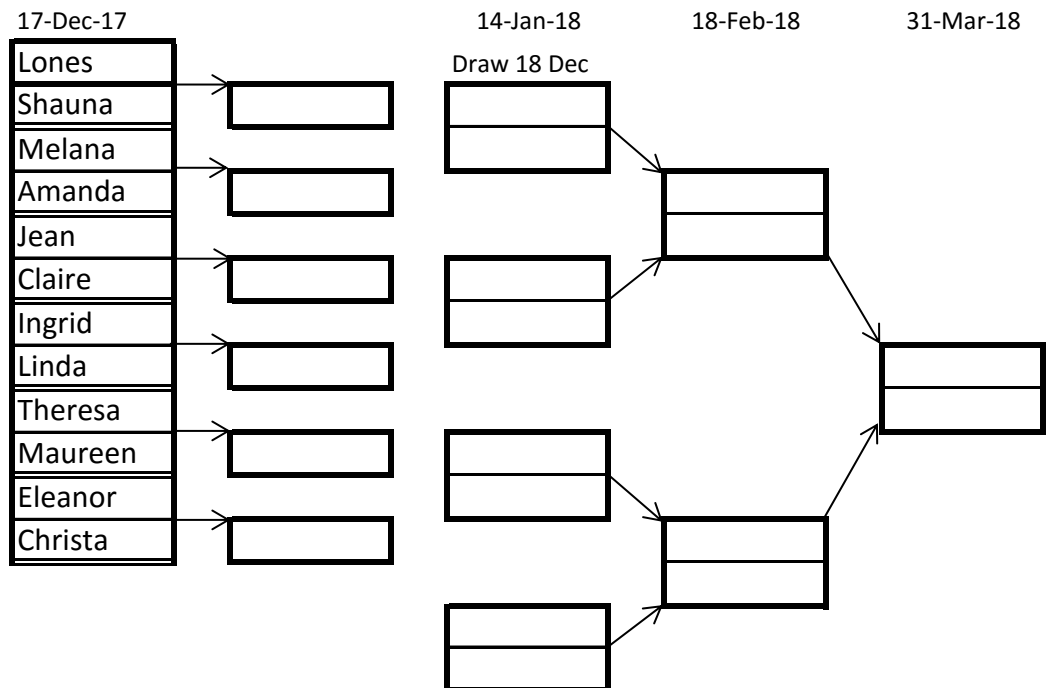 17-Dec-17 14-Jan-18 18-Feb-18 31-Mar-18
Lones Draw 18 Dec
Shauna
Melana
Amanda
Jean
Claire
Ingrid
Linda
Theresa
Maureen
Eleanor
Christa